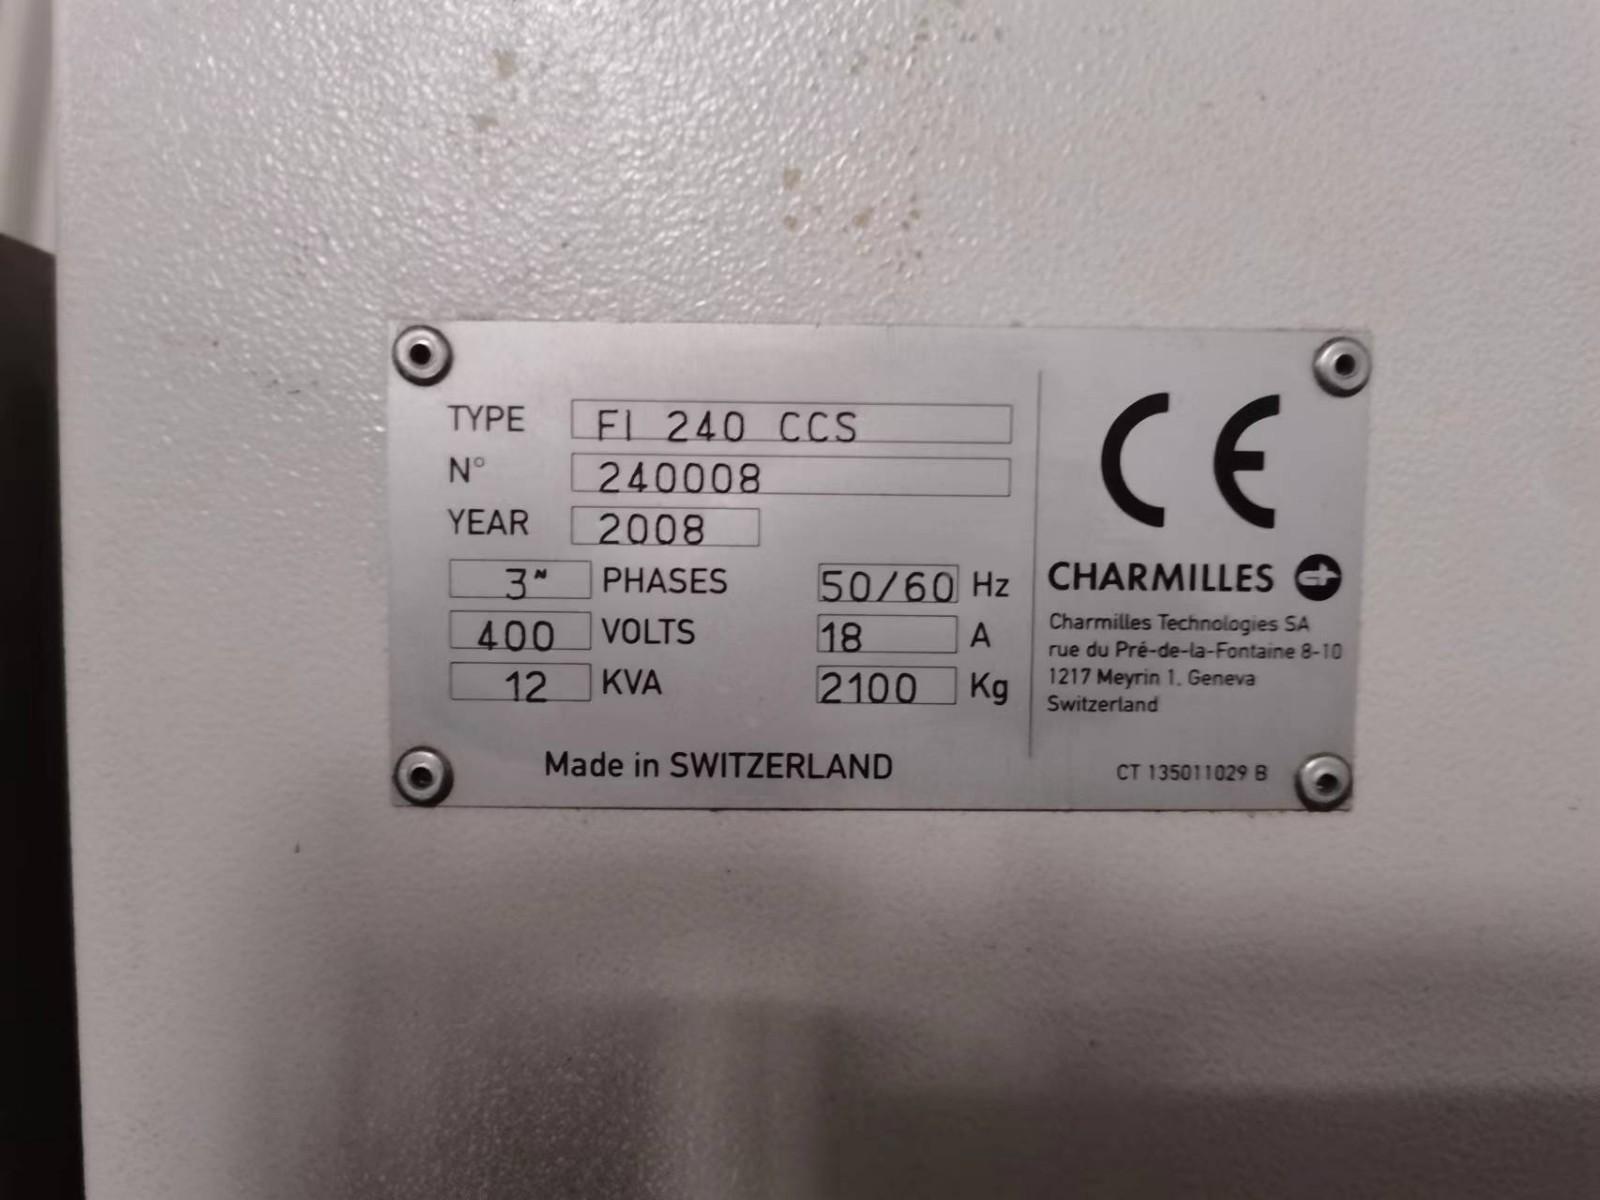 TYPE FI 240 CCS
N° 240008
YEAR 2008
3~ PHASES 50/60 Hz
400 VOLTS 18 A
12 KVA 2100 Kg
Made in SWITZERLAND
CE
CHARMILLES
Charmilles Technologies SA
rue du Pré-de-la-Fontaine 8-10
1217 Meyrin 1. Geneva
Switzerland
CT 135011029 B